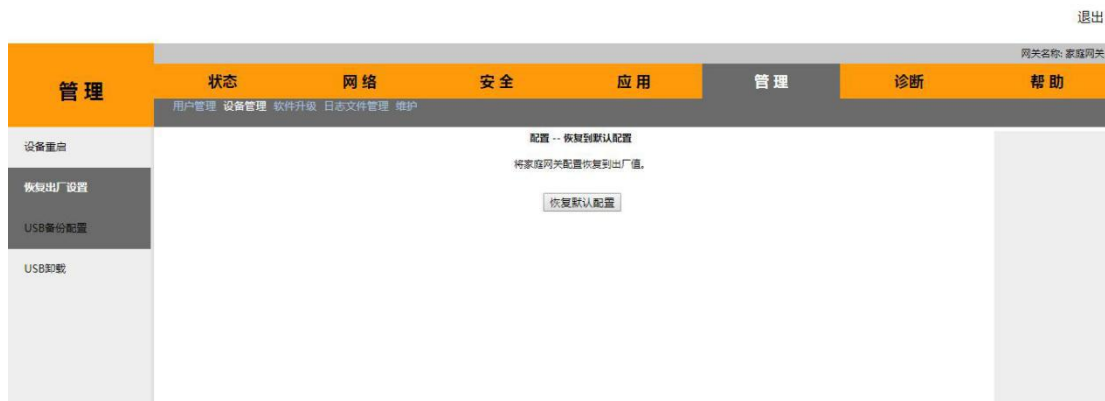 退出
网关名称: 家庭网关
管 理
状态 网 络 安 全 应 用 管 理 诊断 帮 助
用户管理 设备管理 软件升级 日志文件管理 维护
设备重启
恢复出厂设置
USB备份配置
USB卸载
配置 -- 恢复到默认配置
将家庭网关配置恢复到出厂值。
恢复默认配置